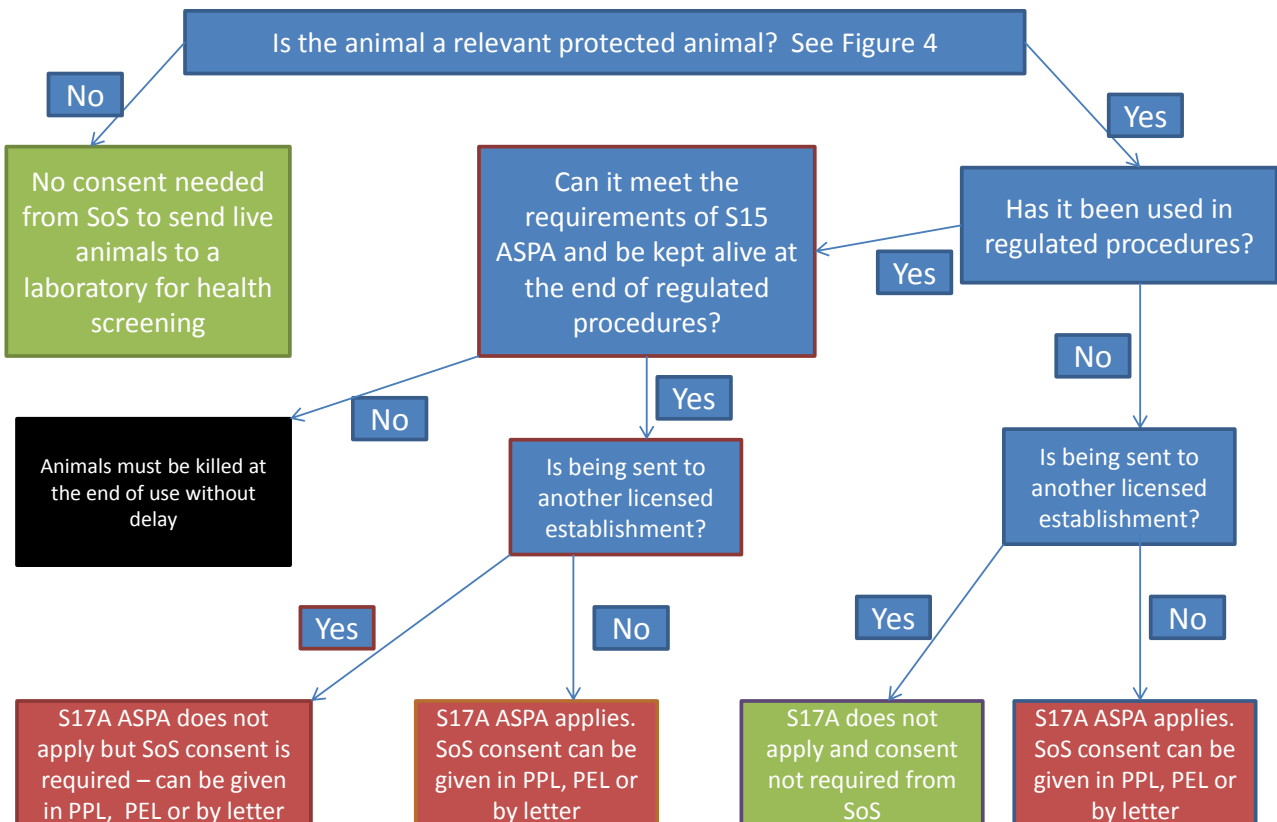 Is the animal a relevant protected animal?  See Figure 4
No
Yes
No consent needed
from SoS to send live
animals to a
laboratory for health
screening
Can it meet the
requirements of S15
ASPA and be kept alive at
the end of regulated
procedures?
Has it been used in
regulated procedures?
Yes
No
Yes
No
Animals must be killed at
the end of use without
delay
Is being sent to
another licensed
establishment?
Is being sent to
another licensed
establishment?
Yes
No
Yes
No
S17A ASPA does not
apply but SoS consent is
required – can be given
in PPL,  PEL or by letter
S17A ASPA applies.
SoS consent can be
given in PPL, PEL or
by letter
S17A does not
apply and consent
not required from
SoS
S17A ASPA applies.
SoS consent can be
given in PPL, PEL or
by letter